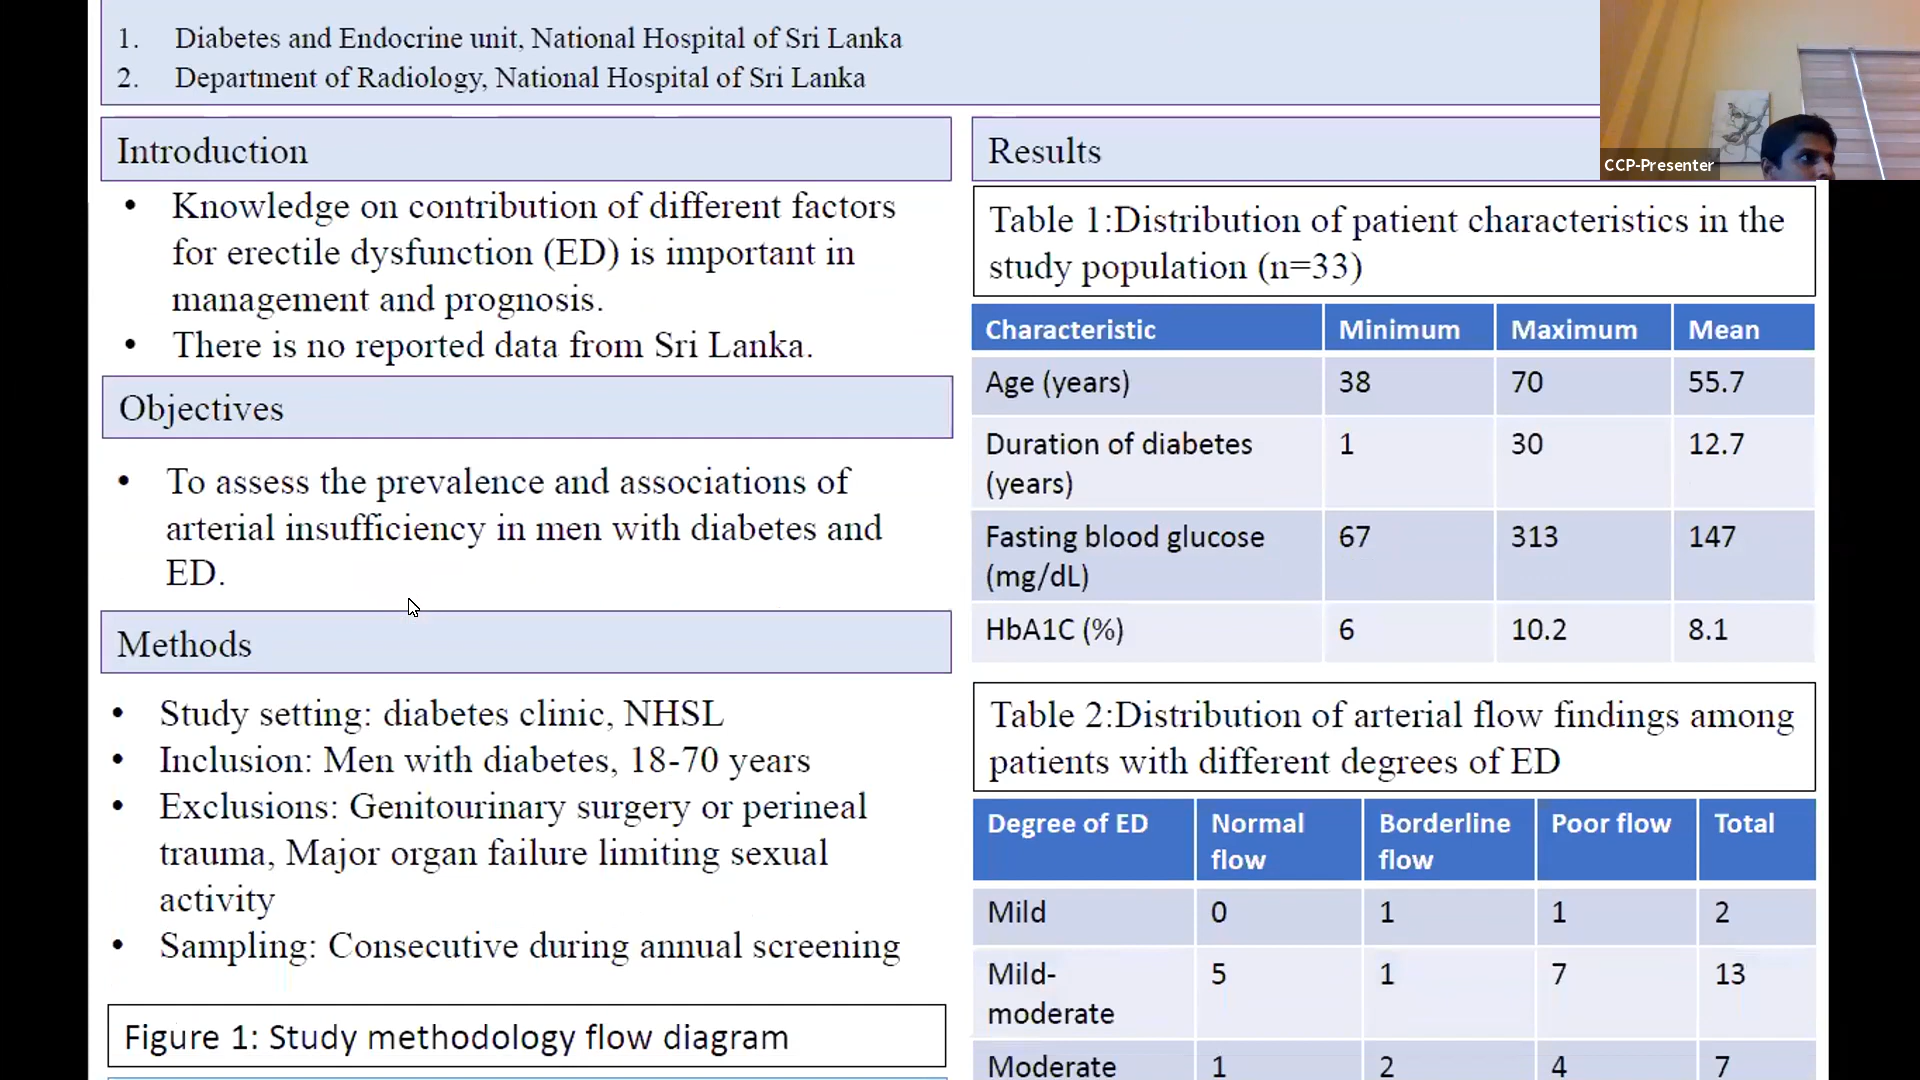 1. Diabetes and Endocrine unit, National Hospital of Sri Lanka
2. Department of Radiology, National Hospital of Sri Lanka
CCP-Presenter
Introduction
• Knowledge on contribution of different factors
for erectile dysfunction (ED) is important in
management and prognosis.
• There is no reported data from Sri Lanka.
Objectives
• To assess the prevalence and associations of
arterial insufficiency in men with diabetes and
ED.
Methods
• Study setting: diabetes clinic, NHSL
• Inclusion: Men with diabetes, 18-70 years
• Exclusions: Genitourinary surgery or perineal
trauma, Major organ failure limiting sexual
activity
• Sampling: Consecutive during annual screening
Figure 1: Study methodology flow diagram
Results
Table 1:Distribution of patient characteristics in the
study population (n=33)
Characteristic Minimum Maximum Mean
Age (years) 38 70 55.7
Duration of diabetes 1 30 12.7
(years)
Fasting blood glucose 67 313 147
(mg/dL)
HbA1C (%) 6 10.2 8.1
Table 2:Distribution of arterial flow findings among
patients with different degrees of ED
Degree of ED Normal Borderline Poor flow Total
flow flow
Mild 0 1 1 2
Mild- 5 1 7 13
moderate
Moderate 1 2 4 7